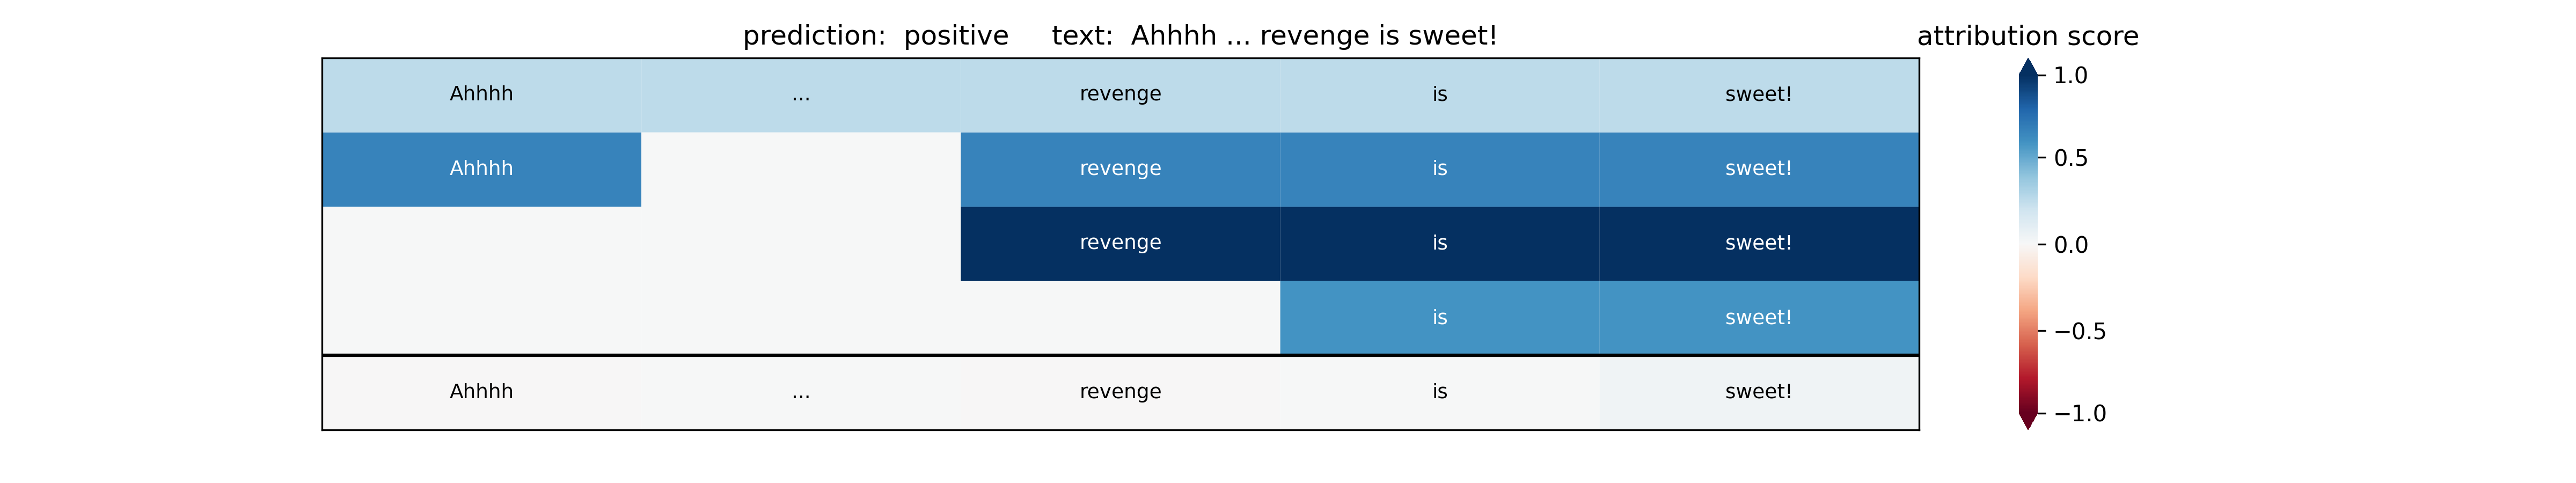 prediction:  positive     text:  Ahhhh ... revenge is sweet!
attribution score
Ahhhh ... revenge is sweet!
Ahhhh revenge is sweet!
revenge is sweet!
is sweet!
Ahhhh ... revenge is sweet!
1.0
0.5
0.0
−0.5
−1.0